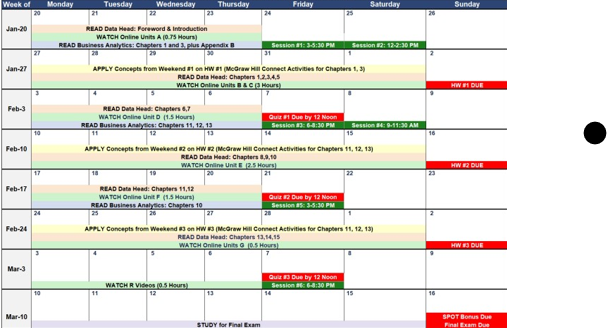 Week of Monday Tuesday Wednesday Thursday Friday Saturday Sunday
Jan-20
20 21 22 23 24 25 26
READ Data Head: Foreword & Introduction
WATCH Online Units A (0.75 Hours)
READ Business Analytics: Chapters 1 and 3, plus Appendix B
Session #1: 3-5:30 PM
Session #2: 12-2:30 PM
Jan-27
27 28 29 30 31 1 2
APPLY Concepts from Weekend #1 on HW #1 (McGraw Hill Connect Activities for Chapters 1, 3)
READ Data Head: Chapters 1,2,3,4,5
WATCH Online Units B & C (3 Hours)
HW #1 DUE
Feb-3
3 4 5 6 7 8 9
READ Data Head: Chapters 6,7
WATCH Online Unit D (1.5 Hours)
Quiz #1 Due by 12 Noon
READ Business Analytics: Chapters 11, 12, 13
Session #3: 6-8:30 PM
Session #4: 9-11:30 AM
Feb-10
10 11 12 13 14 15 16
APPLY Concepts from Weekend #2 on HW #2 (McGraw Hill Connect Activities for Chapters 11, 12, 13)
READ Data Head: Chapters 8,9,10
WATCH Online Unit E (2.5 Hours)
HW #2 DUE
Feb-17
17 18 19 20 21 22 23
READ Data Head: Chapters 11,12
WATCH Online Unit F (1.5 Hours)
Quiz #2 Due by 12 Noon
READ Business Analytics: Chapters 10
Session #5: 3-5:30 PM
Feb-24
24 25 26 27 28 1 2
APPLY Concepts from Weekend #3 on HW #3 (McGraw Hill Connect Activities for Chapters 11, 12, 13)
READ Data Head: Chapters 13,14,15
WATCH Online Units G (0.5 Hours)
HW #3 DUE
Mar-3
3 4 5 6 7 8 9
Quiz #3 Due by 12 Noon
WATCH R Videos (0.5 Hours)
Session #6: 6-8:30 PM
Mar-10
10 11 12 13 14 15 16
SPOT Bonus Due
STUDY for Final Exam
Final Exam Due